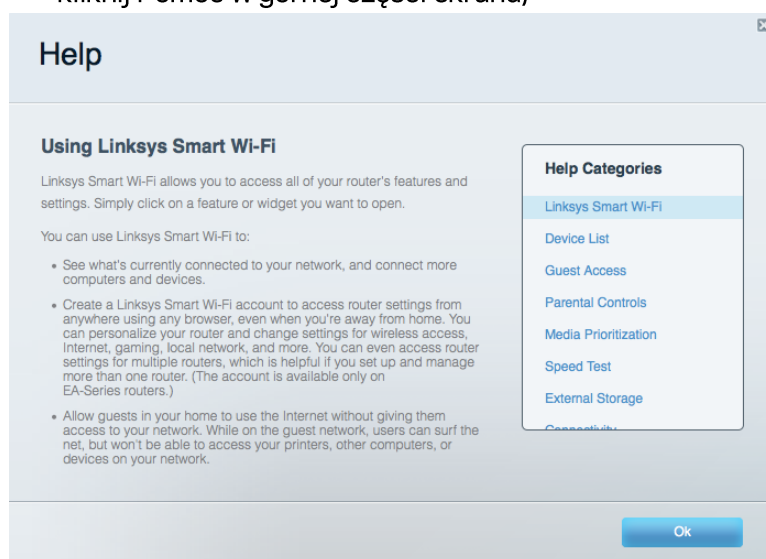 Kliknij Pomoc w górnej części ekranu)
Help
Using Linksys Smart Wi-Fi
Linksys Smart Wi-Fi allows you to access all of your router's features and
settings. Simply click on a feature or widget you want to open.
You can use Linksys Smart Wi-Fi to:
• See what's currently connected to your network, and connect more
computers and devices.
• Create a Linksys Smart Wi-Fi account to access router settings from
anywhere using any browser, even when you're away from home. You
can personalize your router and change settings for wireless access,
Internet, gaming, local network, and more. You can even access router
settings for multiple routers, which is helpful if you set up and manage
more than one router. (The account is available only on
EA-Series routers.)
• Allow guests in your home to use the Internet without giving them
access to your network. While on the guest network, users can surf the
net, but won't be able to access your printers, other computers, or
devices on your network.
Help Categories
Linksys Smart Wi-Fi
Device List
Guest Access
Parental Controls
Media Prioritization
Speed Test
External Storage
Connectivity
Ok